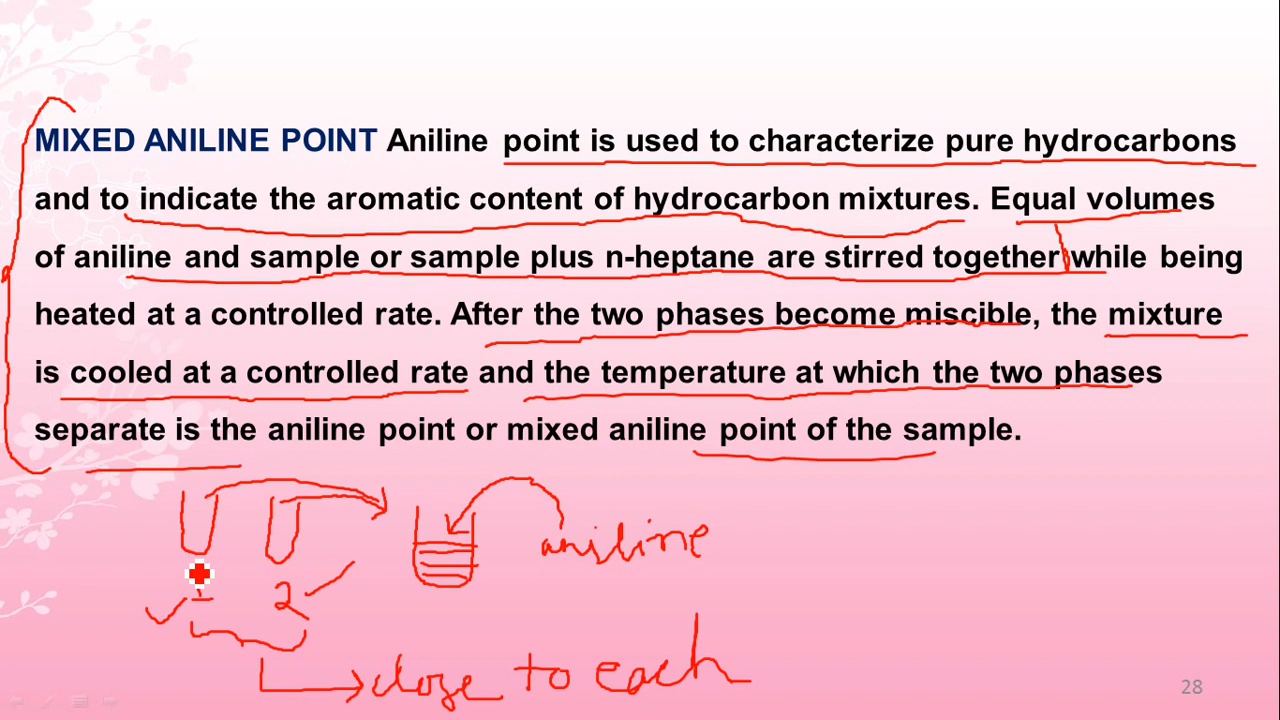 MIXED ANILINE POINT Aniline point is used to characterize pure hydrocarbons
and to indicate the aromatic content of hydrocarbon mixtures. Equal volumes
of aniline and sample or sample plus n-heptane are stirred together while being
heated at a controlled rate. After the two phases become miscible, the mixture
is cooled at a controlled rate and the temperature at which the two phases
separate is the aniline point or mixed aniline point of the sample.
aniline
1 2
close to each
28